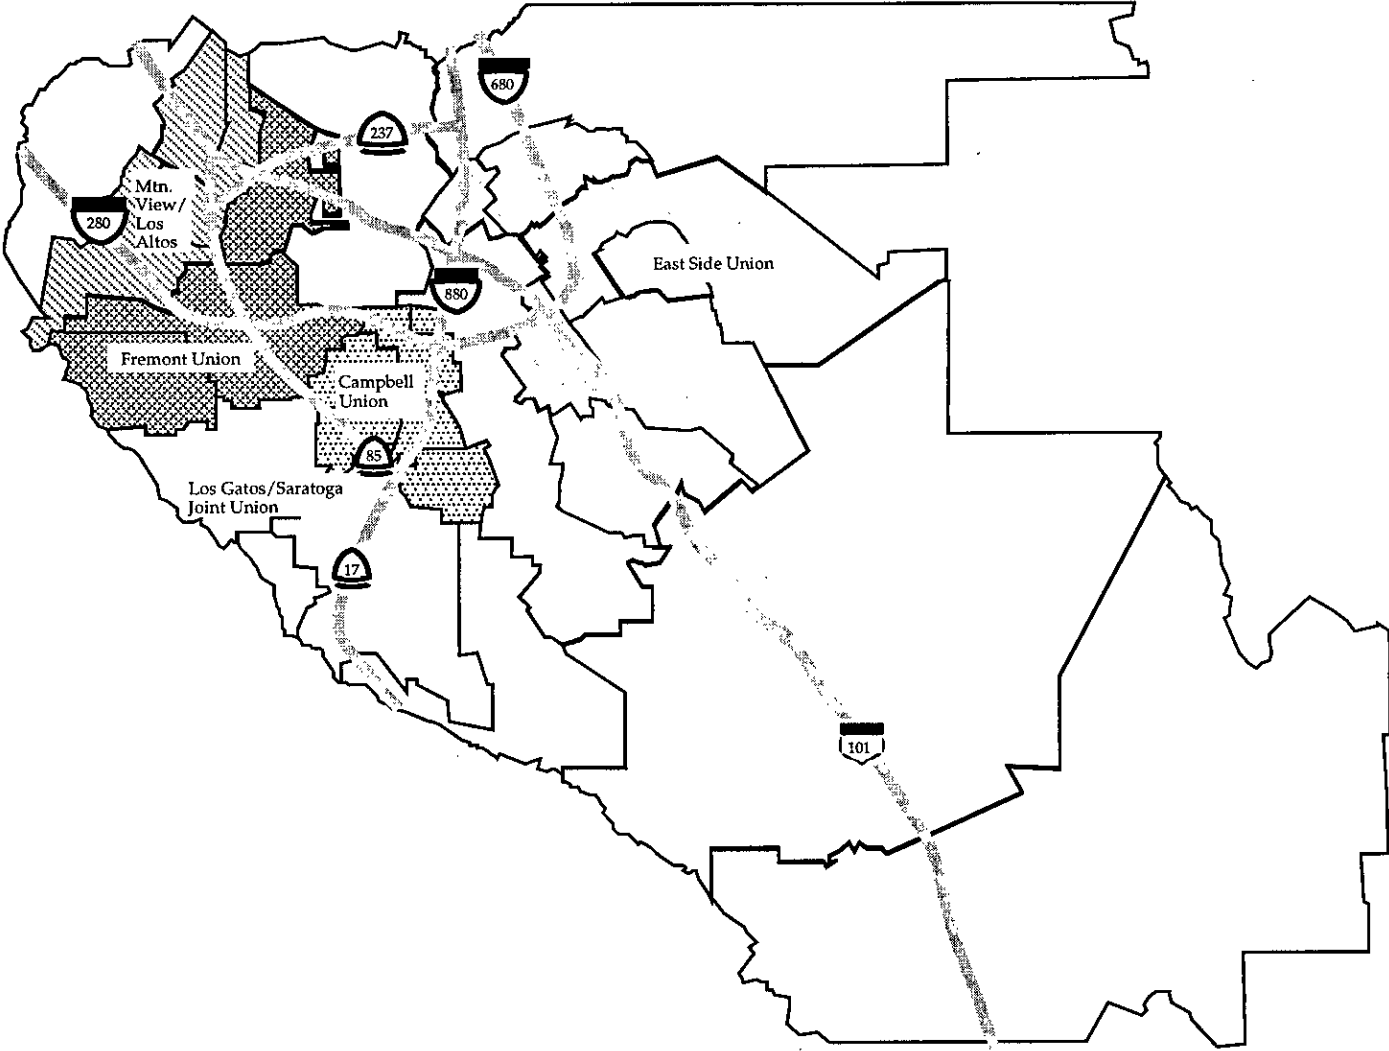 680
237
Mtn.
View/
Los
Altos
280
East Side Union
880
Fremont Union
Campbell
Union
85
Los Gatos/Saratoga
Joint Union
17
101